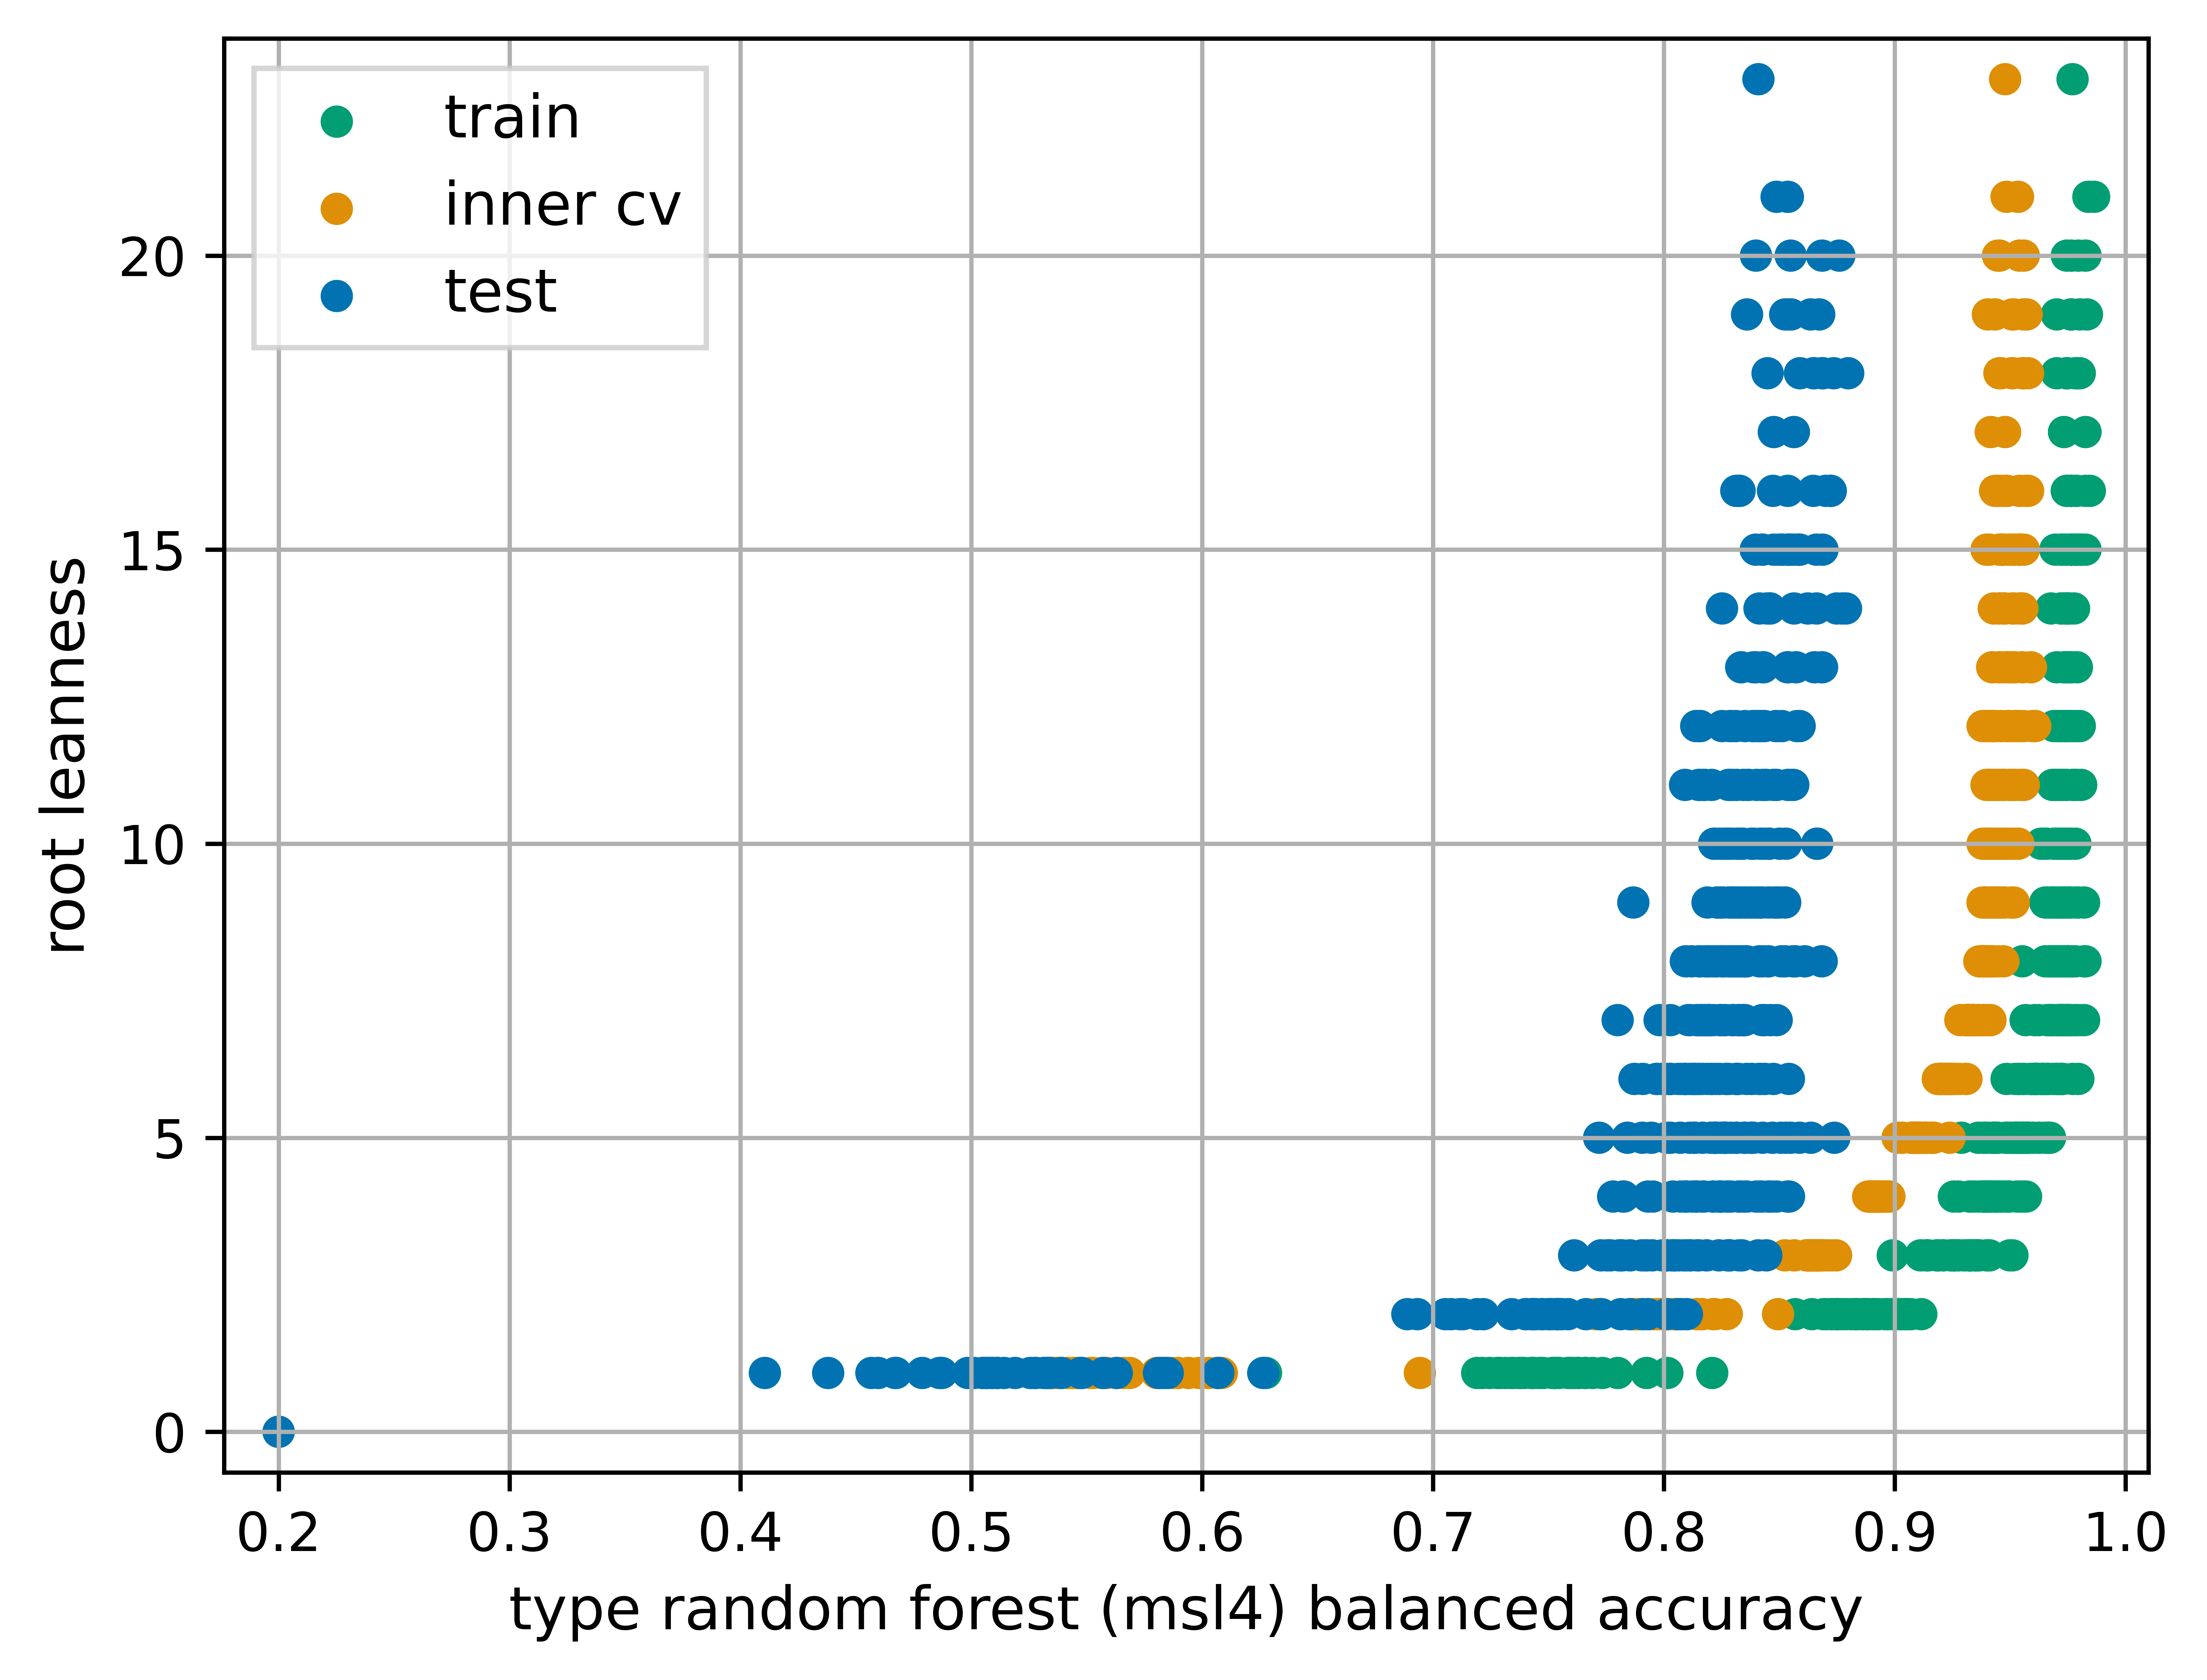 train
inner cv
test
20
15
10
5
0
root leanness
0.2 0.3 0.4 0.5 0.6 0.7 0.8 0.9 1.0
type random forest (msl4) balanced accuracy